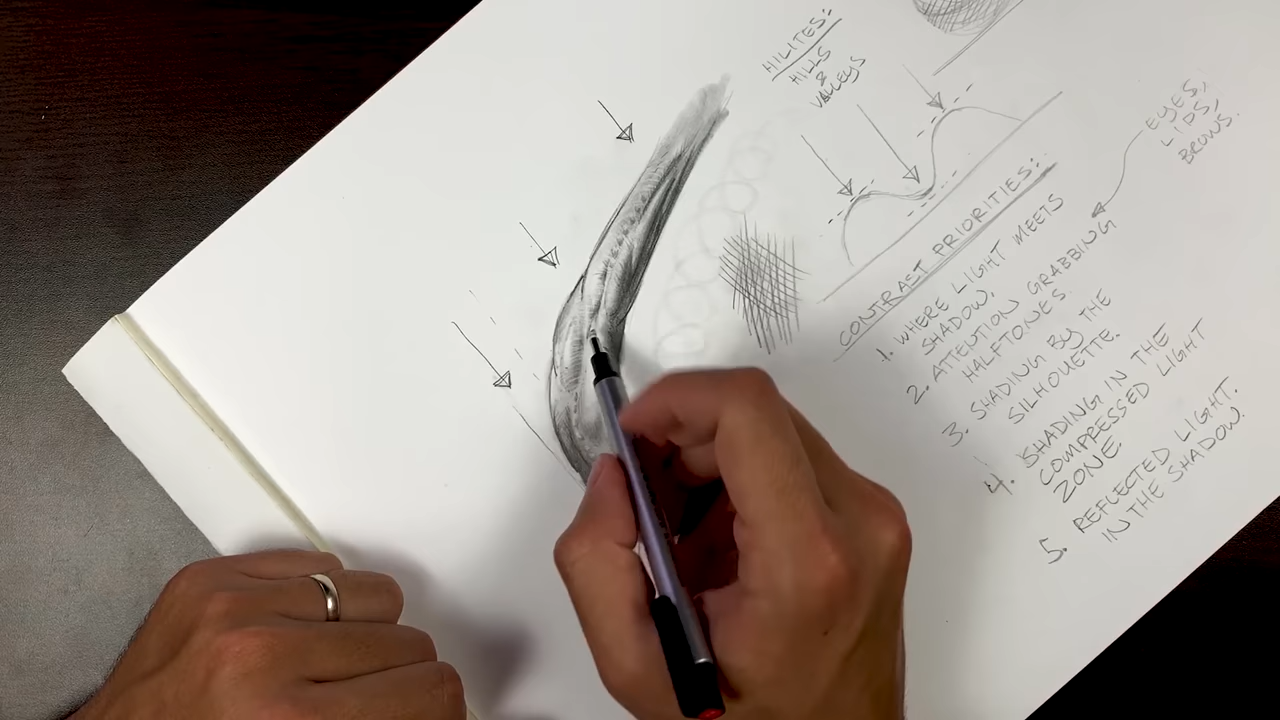 HILITES:
HILLS
&
VALLEYS
EYES,
LIPS,
BROWS.
CONTRAST PRIORITIES:
1. WHERE LIGHT MEETS
SHADOW.
2. ATTENTION GRABBING
HALFTONES
3. SHADING BY THE
SILHOUETTE.
4. SHADING IN THE
COMPRESSED LIGHT
ZONE.
5. REFLECTED LIGHT.
IN THE SHADOW.